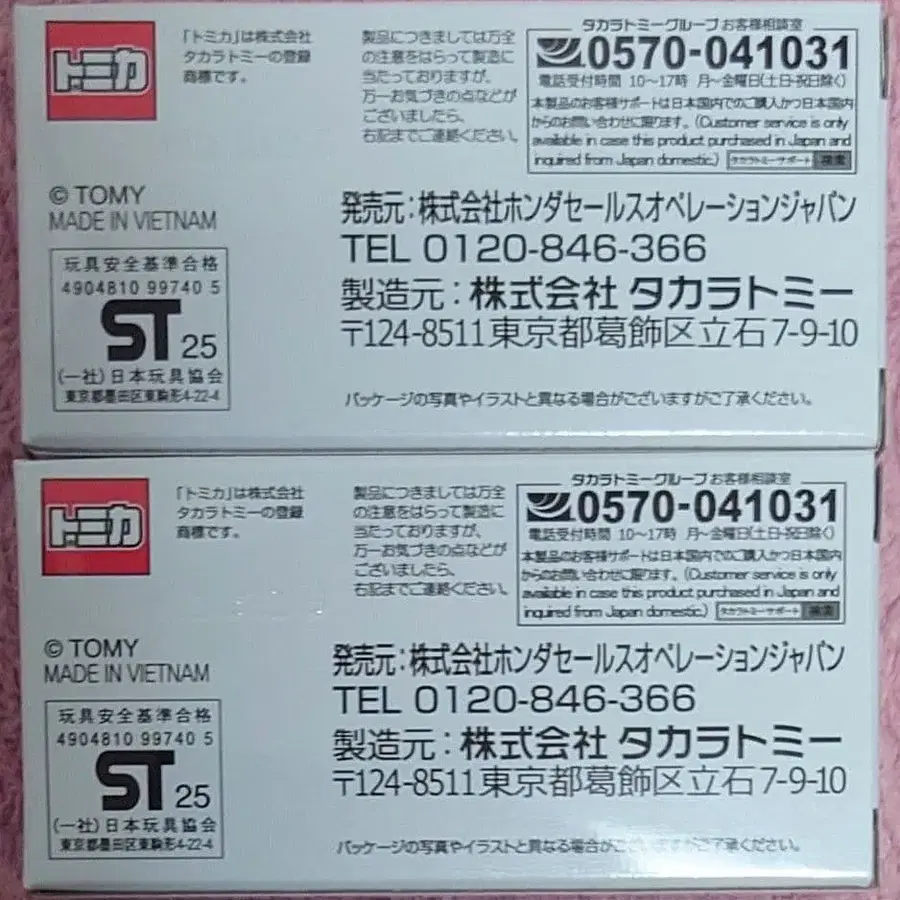 トミカ
「トミカ」は株式会社
タカラトミーの登録
商標です。
製品につきましては万全
の注意をはらって製造に
当たっておりますが、
万一お気づきの点などが
ございましたら、
右記までご連絡ください。
タカラトミーグループ お客様相談室
0570-041031
電話受付時間 10〜17時 月〜金曜日(土日・祝日除く)
本製品のお客様サポートは日本国内でのご購入かつ日本国内
からのお問い合わせに限ります。(Customer service is only
available in case this product purchased in Japan and
inquired from Japan domestic.) タカラトミーサポート 検索
© TOMY
MADE IN VIETNAM
発売元：株式会社ホンダセールスオペレーションジャパン
TEL 0120-846-366
製造元：株式会社 タカラトミー
〒124-8511 東京都葛飾区立石 7-9-10
玩具安全基準合格
4904810 99740 5
ST 25
(一社)日本玩具協会
東京都墨田区東駒形4-22-4
パッケージの写真やイラストと異なる場合がございますがご了承ください。
トミカ
「トミカ」は株式会社
タカラトミーの登録
商標です。
製品につきましては万全
の注意をはらって製造に
当たっておりますが、
万一お気づきの点などが
ございましたら、
右記までご連絡ください。
タカラトミーグループ お客様相談室
0570-041031
電話受付時間 10〜17時 月〜金曜日(土日・祝日除く)
本製品のお客様サポートは日本国内でのご購入かつ日本国内
からのお問い合わせに限ります。(Customer service is only
available in case this product purchased in Japan and
inquired from Japan domestic.) タカラトミーサポート 検索
© TOMY
MADE IN VIETNAM
発売元：株式会社ホンダセールスオペレーションジャパン
TEL 0120-846-366
製造元：株式会社 タカラトミー
〒124-8511 東京都葛飾区立石 7-9-10
玩具安全基準合格
4904810 99740 5
ST 25
(一社)日本玩具協会
東京都墨田区東駒形4-22-4
パッケージの写真やイラストと異なる場合がございますがご了承ください。